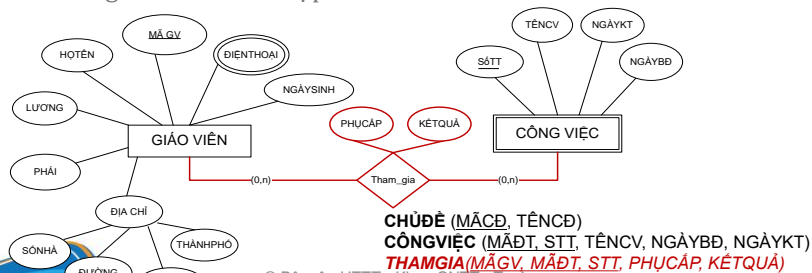 MÃ GV
HỌTÊN
ĐIỆNTHOẠI
NGÀYSINH
LƯƠNG
GIÁO VIÊN
PHÁI
ĐỊA CHỈ
SỐNHÀ
ĐƯỜNG
THÀNHPHỐ
PHỤCẤP
KẾTQUẢ
(0,n)
Tham_gia
(0,n)
TÊNCV
NGÀYKT
SốTT
NGÀYBĐ
CÔNG VIỆC
CHỦĐỀ (MÃCĐ, TÊNCĐ)
CÔNGVIỆC (MÃĐT, STT, TÊNCV, NGÀYBĐ, NGÀYKT)
THAMGIA(MÃGV, MÃĐT, STT, PHỤCẤP, KẾTQUẢ)